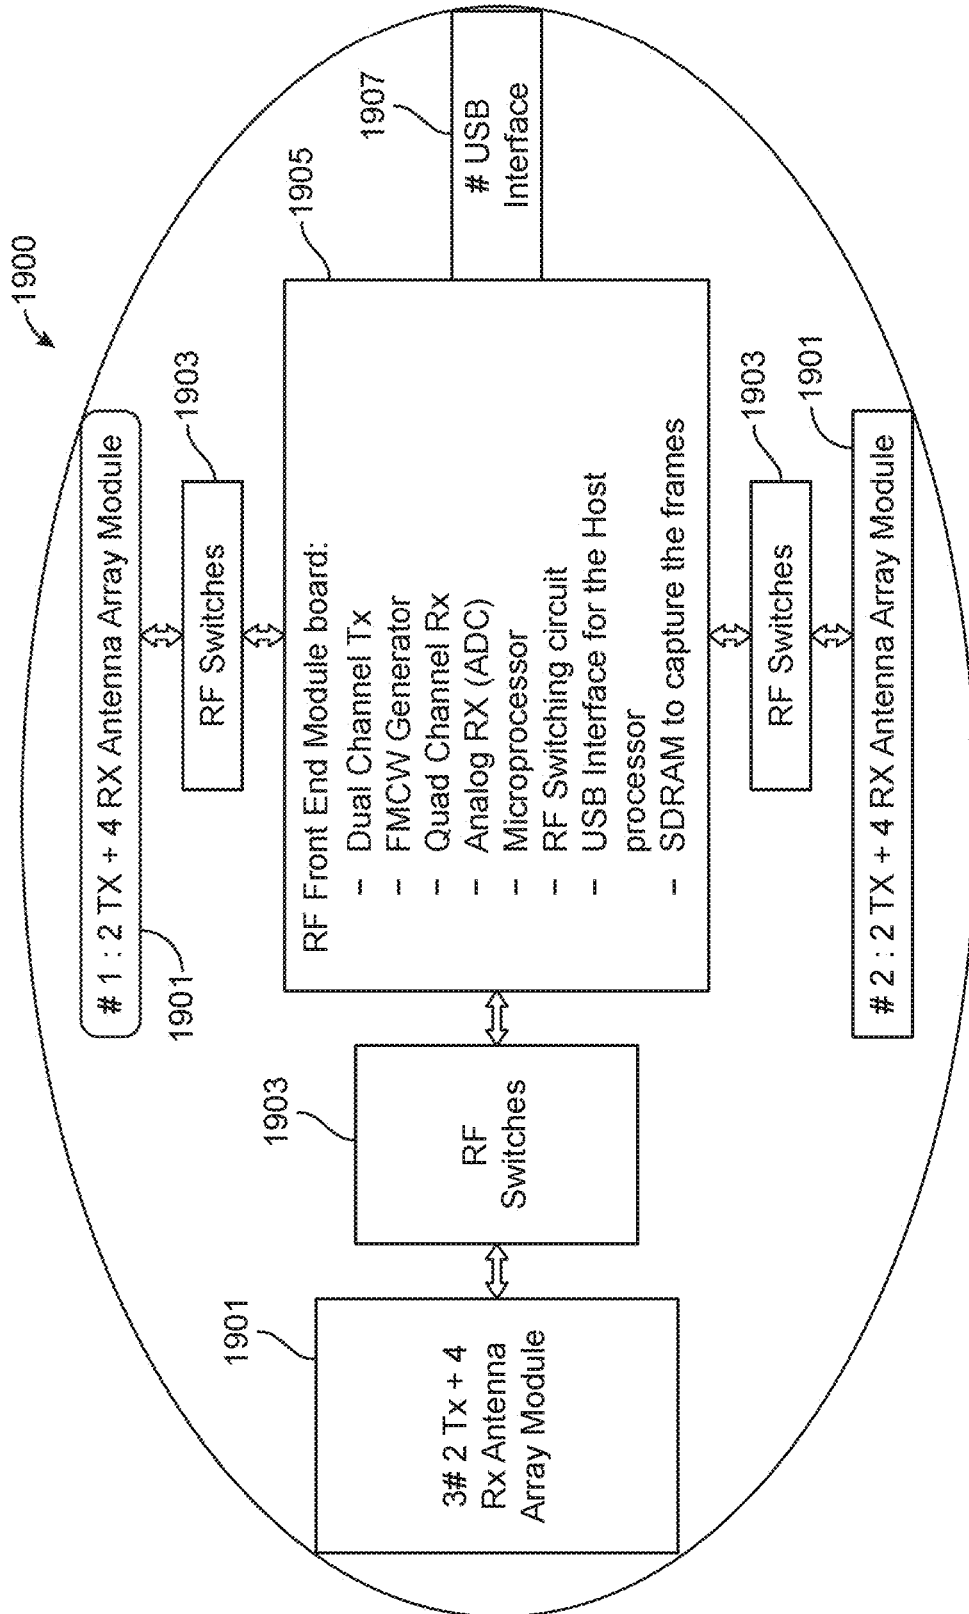 1900
# 1 : 2 TX + 4 RX Antenna Array Module
1901
1903
RF Switches
1905
1907
# USB
Interface
RF Front End Module board:
- Dual Channel Tx
- FMCW Generator
- Quad Channel Rx
- Analog RX (ADC)
- Microprocessor
- RF Switching circuit
- USB Interface for the Host
processor
- SDRAM to capture the frames
1903
RF
Switches
1901
3# 2 Tx + 4
Rx Antenna
Array Module
1903
RF Switches
1901
# 2 : 2 TX + 4 RX Antenna Array Module